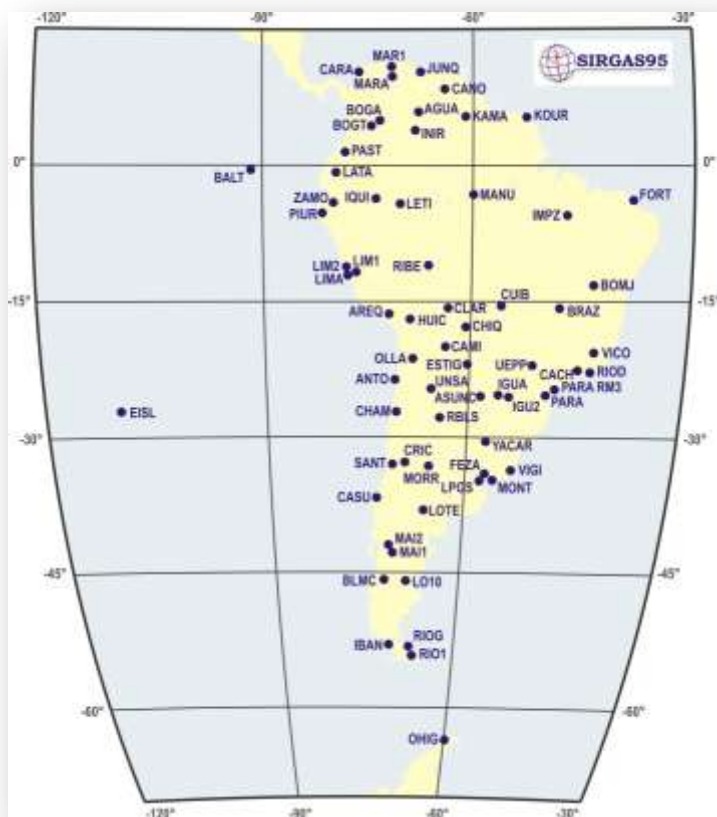 -120° -90° -60° -30°
SIRGAS95
MAR1
CARA JUNQ
MARA
CANO
BOGA AGUA KAMA KOUR
BOGT INIR
PAST
0° 0°
BALT LATA
ZAMO IQUI LETI MANU FORT
PIUR IMPZ
LIM2 LIM1 RIBE
LIMA
BOMJ
-15° CUIB -15°
AREQ CLAR BRAZ
HUIC CHIQ
CAMI
OLLA ESTIG UEPP VICO
ANTO UNSA IGUA CACH RIOD
ASUNC PARA RM3
EISL CHAM RBLS IGU2 PARA
-30° -30°
YACAR
CRIC
SANT FEZA VIGI
MORR
CASU LPGS MONT
LOTE
MAI2
MAI1
-45° -45°
BLMC LO10
IBAN RIOG
RIO1
-60° -60°
OHIG
-120° -90° -60° -30°